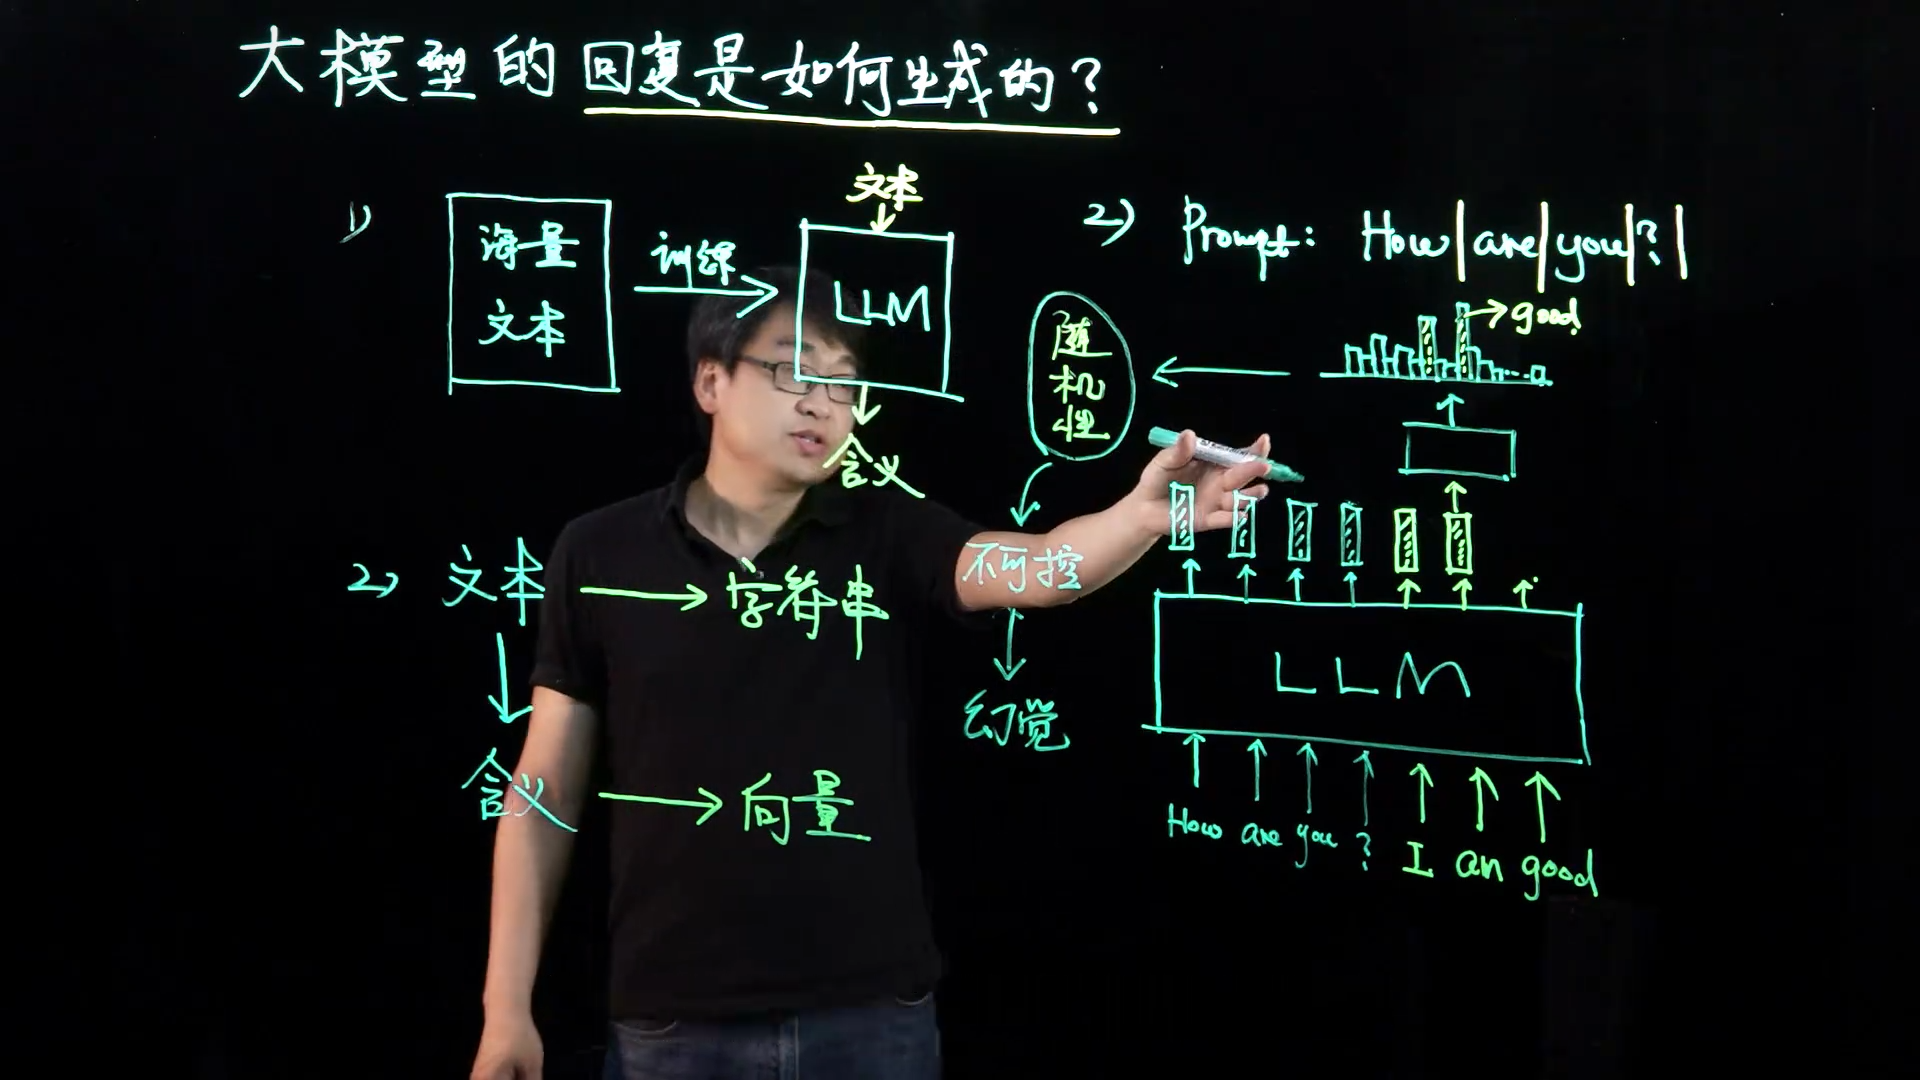 大模型的回复是如何生成的？
1)
海量
文本
训练
文本
LLM
含义
2)
文本
字符串
含义
向量
2)
Prompt: How|are|you|?|
good
随
机
性
不可控
幻觉
LLM
How are you ? I am good